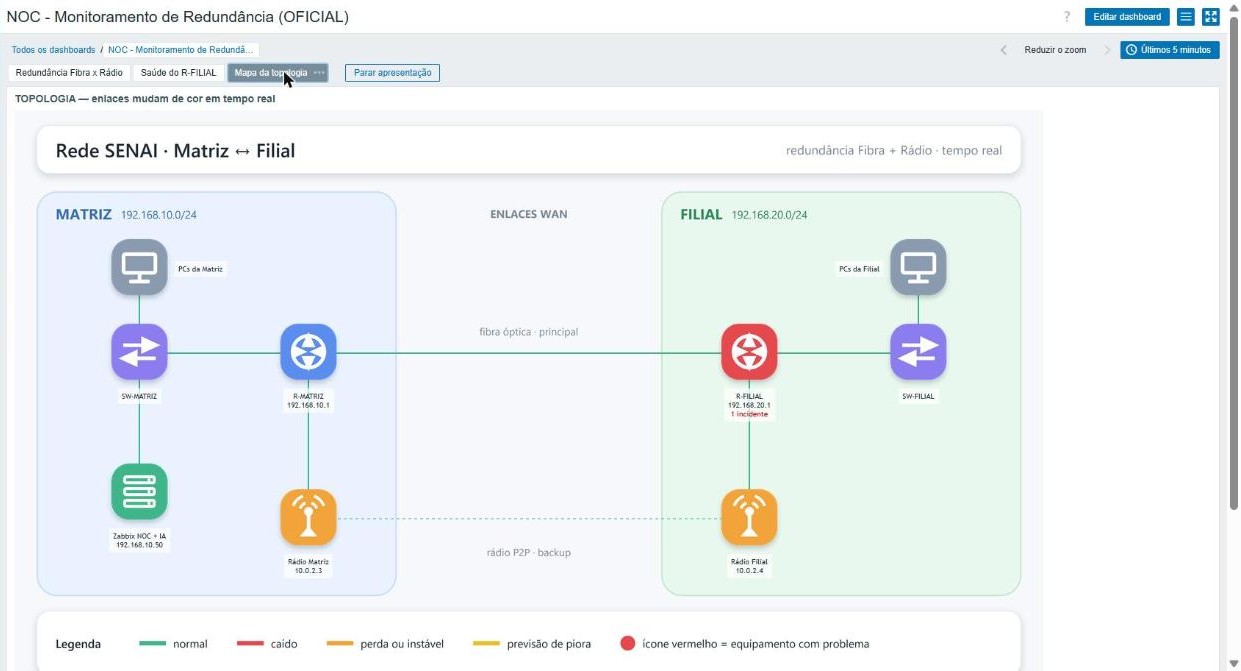 NOC - Monitoramento de Redundância (OFICIAL)
? Editar dashboard
Todos os dashboards / NOC - Monitoramento de Redundâ...
Reduzir o zoom
Últimos 5 minutos
Redundância Fibra x Rádio
Saúde do R-FILIAL
Mapa da topologia
Parar apresentação
TOPOLOGIA — enlaces mudam de cor em tempo real
Rede SENAI · Matriz ↔ Filial
redundância Fibra + Rádio · tempo real
MATRIZ 192.168.10.0/24
ENLACES WAN
FILIAL 192.168.20.0/24
PCs da Matriz
PCs da Filial
fibra óptica · principal
SW-MATRIZ
R-MATRIZ
192.168.10.1
R-FILIAL
192.168.20.1
1 incidente
SW-FILIAL
Zabbix NOC + IA
192.168.10.50
rádio P2P · backup
Rádio Matriz
10.0.2.3
Rádio Filial
10.0.2.4
Legenda
normal
caído
perda ou instável
previsão de piora
ícone vermelho = equipamento com problema